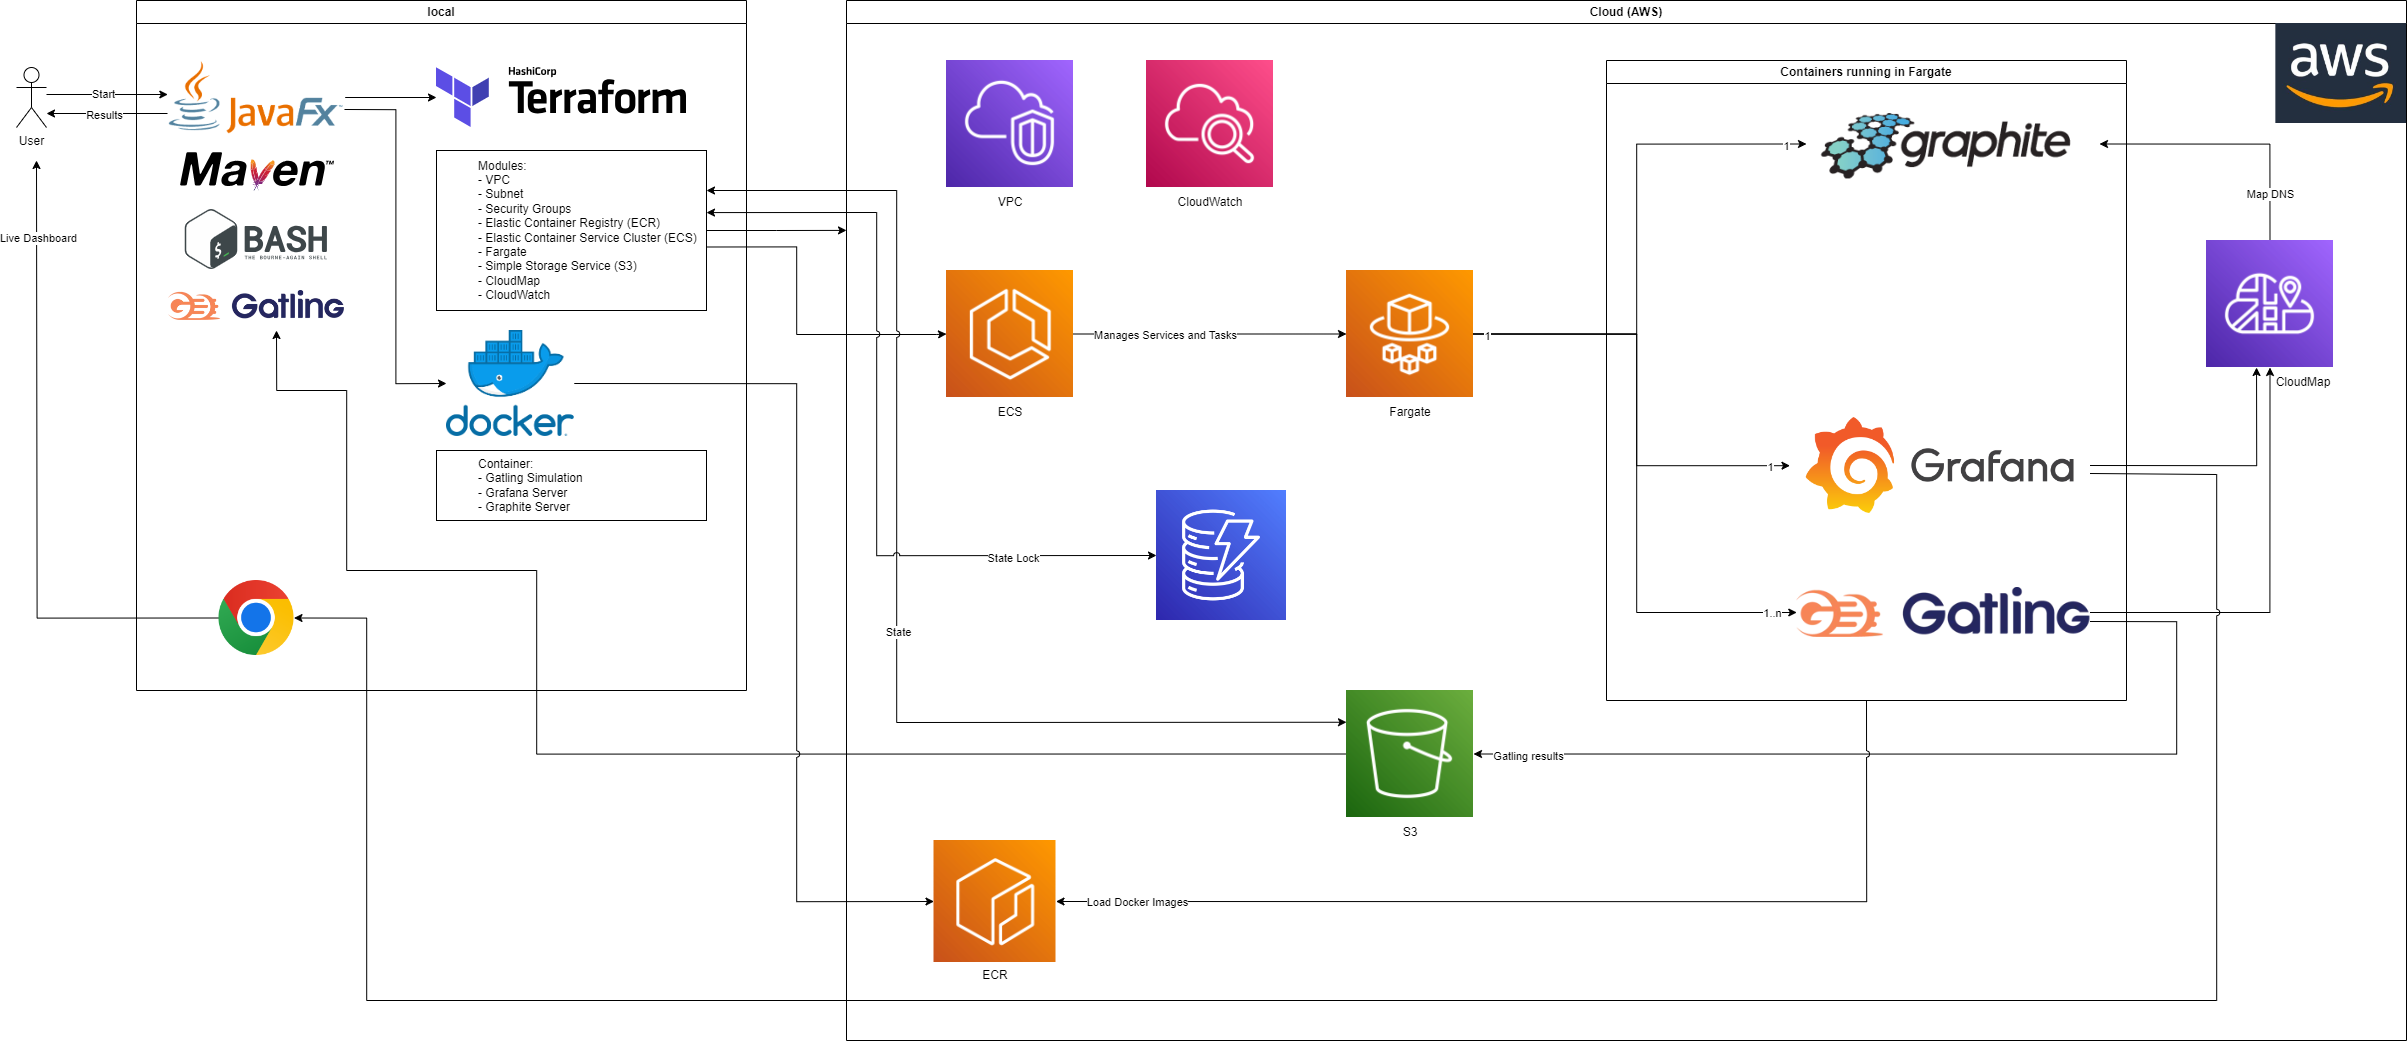 local
Cloud (AWS)
aws
Start
Results
User
JavaFx
HashiCorp
Terraform
Maven™
$_
BASH
THE BOURNE-AGAIN SHELL
Gatling
Live Dashboard
Modules:
- VPC
- Subnet
- Security Groups
- Elastic Container Registry (ECR)
- Elastic Container Service Cluster (ECS)
- Fargate
- Simple Storage Service (S3)
- CloudMap
- CloudWatch
docker
Container:
- Gatling Simulation
- Grafana Server
- Graphite Server
VPC
CloudWatch
Containers running in Fargate
1
graphite
Map DNS
CloudMap
ECS
Manages Services and Tasks
Fargate
1
1
Grafana
State Lock
1..n
Gatling
State
Gatling results
S3
Load Docker Images
ECR